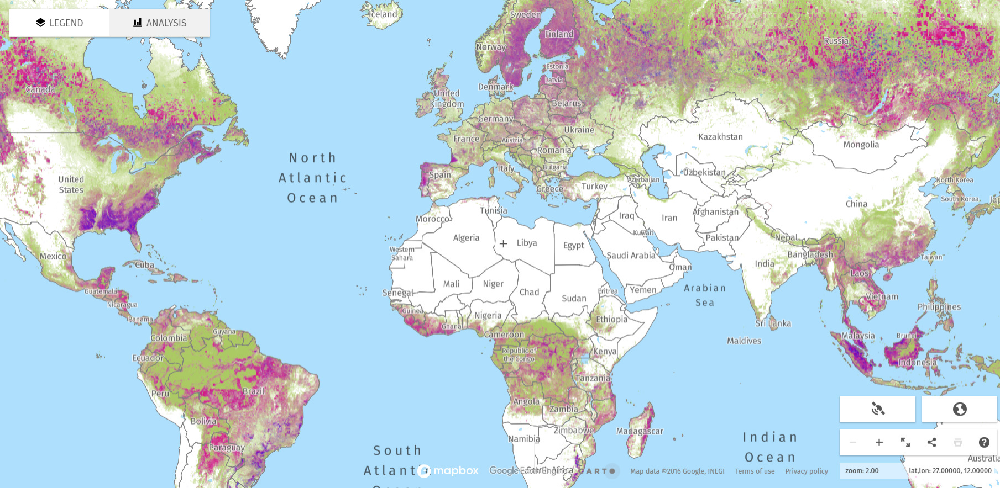 LEGEND
ANALYSIS
Iceland
Sweden
Finland
Norway
Russia
Estonia
Latvia
Denmark
Canada
United
Kingdom
Belarus
Germany
Ukraine
France
Austria
Kazakhstan
Mongolia
Romania
North
Atlantic
Ocean
Italy
Bulgaria
Spain
Uzbekistan
Azerbaijan
Greece
Turkey
United
States
North Korea
South Korea
China
Tunisia
Morocco
Iraq
Iran
Afghanistan
Kuwait
Algeria
Libya
Egypt
Pakistan
Nepal
Western
Sahara
Saudi Arabia
Bangladesh
Taiwan
Mexico
Cuba
India
Oman
Laos
Mali
Niger
Chad
Sudan
Eritrea
Yemen
Arabian
Sea
Senegal
Guatemala
Nicaragua
Vietnam
Philippines
Guinea
Nigeria
Ghana
Ethiopia
Panama
Sri Lanka
Colombia
Guyana
Cameroon
Maldives
Malaysia
Brunei
Ecuador
Republic of
the Congo
Kenya
Indonesia
Tanzania
Peru
Brazil
Angola
Zambia
Bolivia
Zimbabwe
Madagascar
Namibia
Paraguay
Indian
Ocean
South
Australia
mapbox
Google Earth Engine
South Africa
Map data ©2016 Google, INEGI
Terms of use
Privacy policy
zoom: 2.00
lat,lon: 27.00000, 12.00000